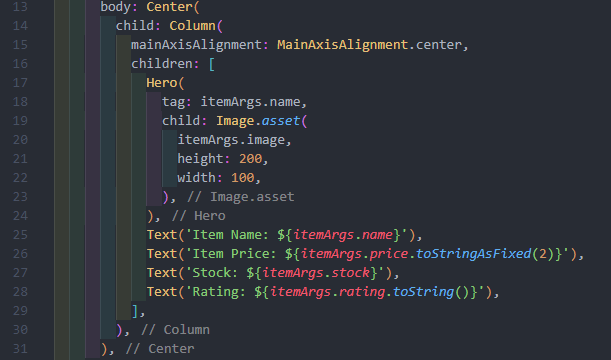 13 body: Center(
14 child: Column(
15 mainAxisAlignment: MainAxisAlignment.center,
16 children: [
17 Hero(
18 tag: itemArgs.name,
19 child: Image.asset(
20 itemArgs.image,
21 height: 200,
22 width: 100,
23 ), // Image.asset
24 ), // Hero
25 Text('Item Name: ${itemArgs.name}'),
26 Text('Item Price: ${itemArgs.price.toStringAsFixed(2)}'),
27 Text('Stock: ${itemArgs.stock}'),
28 Text('Rating: ${itemArgs.rating.toString()}'),
29 ],
30 ), // Column
31 ), // Center